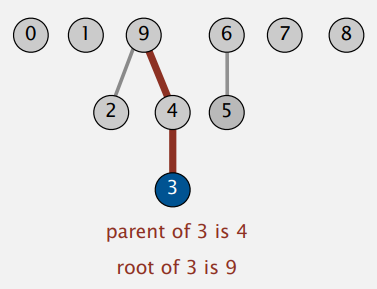 0 1 9 6 7 8
2 4 5
3
parent of 3 is 4
root of 3 is 9